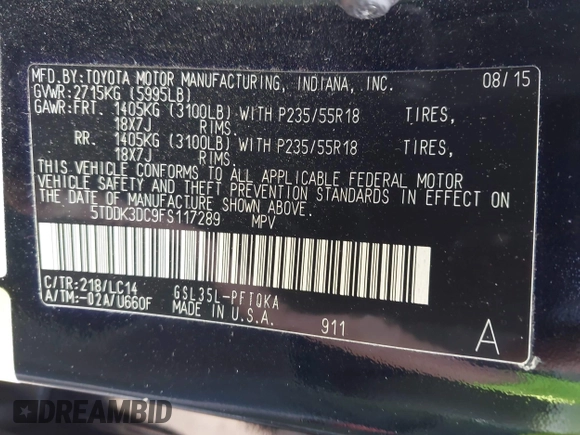 MFD.BY:TOYOTA MOTOR MANUFACTURING, INDIANA, INC. 08/15
GVWR:2715KG (5995LB)
GAWR:FRT. 1405KG (3100LB) WITH P235/55R18 TIRES,
18X7J RIMS.
RR. 1405KG (3100LB) WITH P235/55R18 TIRES,
18X7J RIMS.
THIS VEHICLE CONFORMS TO ALL APPLICABLE FEDERAL MOTOR
VEHICLE SAFETY AND THEFT PREVENTION STANDARDS IN EFFECT ON
THE DATE OF MANUFACTURE SHOWN ABOVE.
5TDDK3DC9FS117289 MPV
C/TR:218/LC14 GSL35L-PFTQKA
A/TM:-02A/U660F MADE IN U.S.A. 911 A
DREAMBID